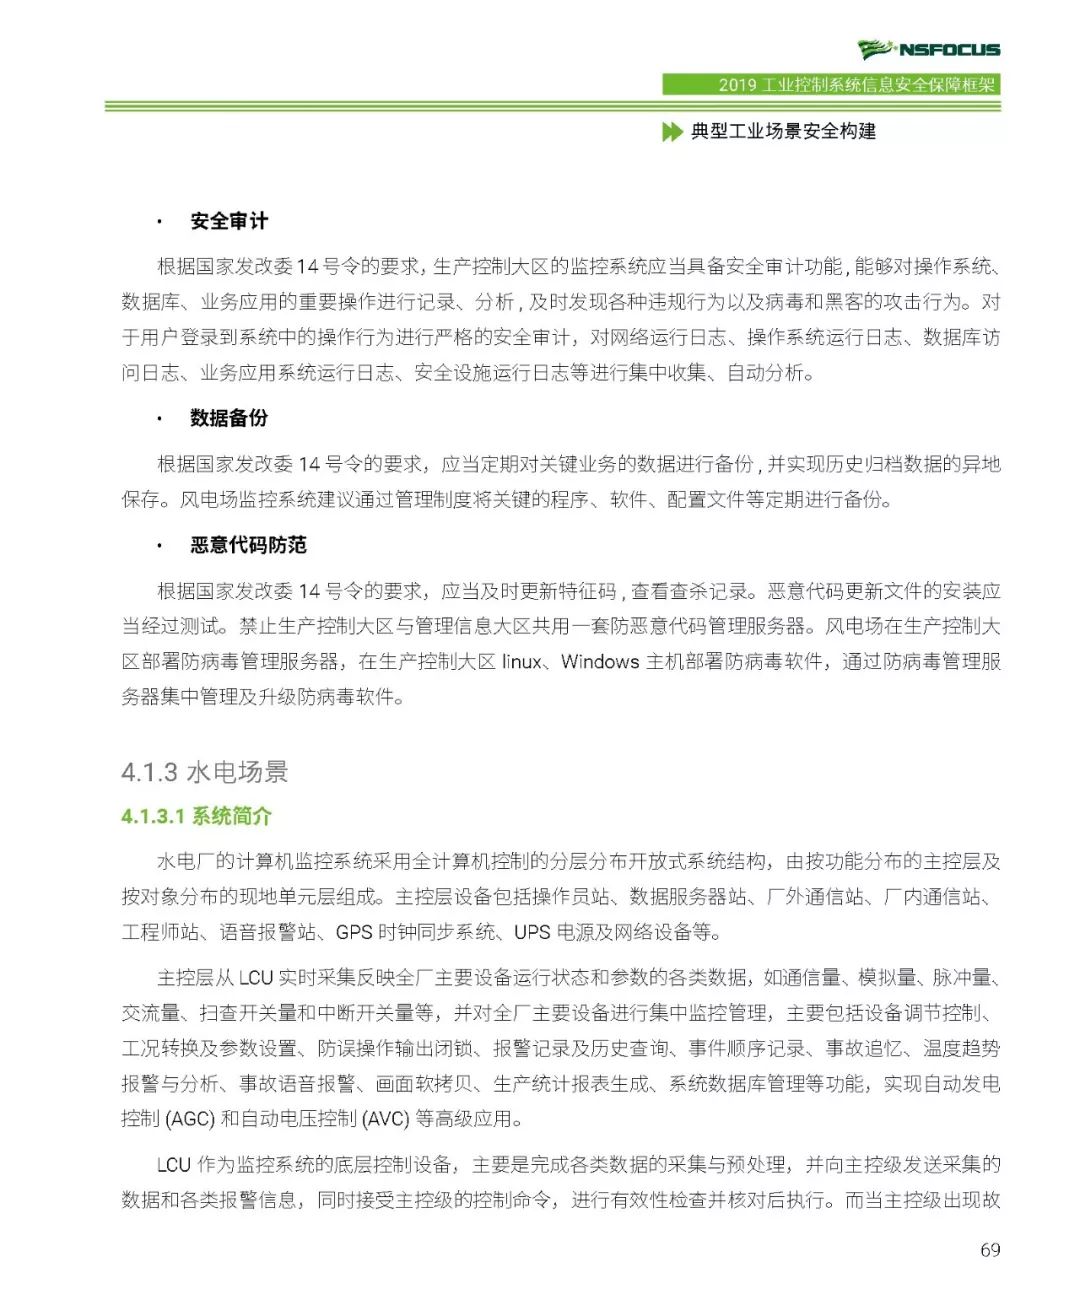 NSFOCUS
2019 工业控制系统信息安全保障框架
典型工业场景安全构建
· 安全审计
根据国家发改委 14 号令的要求，生产控制大区的监控系统应当具备安全审计功能 , 能够对操作系统、
数据库、业务应用的重要操作进行记录、分析 , 及时发现各种违规行为以及病毒和黑客的攻击行为。对
于用户登录到系统中的操作行为进行严格的安全审计，对网络运行日志、操作系统运行日志、数据库访
问日志、业务应用系统运行日志、安全设施运行日志等进行集中收集、自动分析。
· 数据备份
根据国家发改委 14 号令的要求，应当定期对关键业务的数据进行备份 , 并实现历史归档数据的异地
保存。风电场监控系统建议通过管理制度将关键的程序、软件、配置文件等定期进行备份。
· 恶意代码防范
根据国家发改委 14 号令的要求，应当及时更新特征码 , 查看查杀记录。恶意代码更新文件的安装应
当经过测试。禁止生产控制大区与管理信息大区共用一套防恶意代码管理服务器。风电场在生产控制大
区部署防病毒管理服务器，在生产控制大区 linux、Windows 主机部署防病毒软件，通过防病毒管理服
务器集中管理及升级防病毒软件。
4.1.3 水电场景
4.1.3.1 系统简介
水电厂的计算机监控系统采用全计算机控制的分层分布开放式系统结构，由按功能分布的主控层及
按对象分布的现地单元层组成。主控层设备包括操作员站、数据服务器站、厂外通信站、厂内通信站、
工程师站、语音报警站、GPS 时钟同步系统、UPS 电源及网络设备等。
主控层从 LCU 实时采集反映全厂主要设备运行状态和参数的各类数据，如通信量、模拟量、脉冲量、
交流量、扫查开关量和中断开关量等，并对全厂主要设备进行集中监控管理，主要包括设备调节控制、
工况转换及参数设置、防误操作输出闭锁、报警记录及历史查询、事件顺序记录、事故追忆、温度趋势
报警与分析、事故语音报警、画面软拷贝、生产统计报表生成、系统数据库管理等功能，实现自动发电
控制 (AGC) 和自动电压控制 (AVC) 等高级应用。
LCU 作为监控系统的底层控制设备，主要是完成各类数据的采集与预处理，并向主控级发送采集的
数据和各类报警信息，同时接受主控级的控制命令，进行有效性检查并核对后执行。而当主控级出现故
69